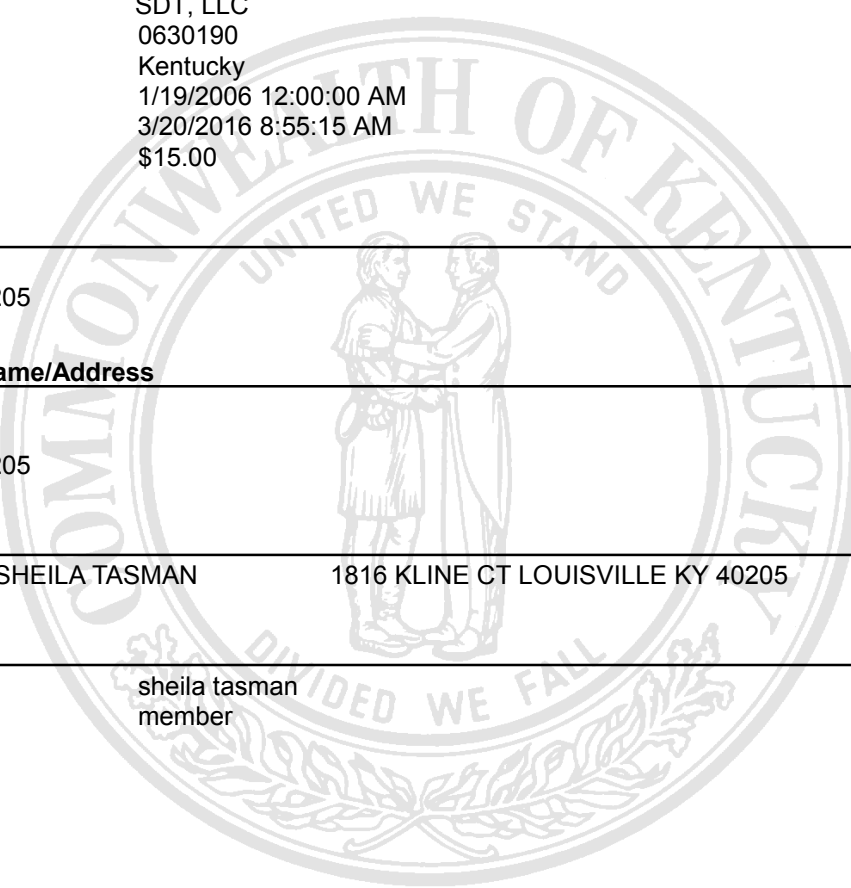 SDT, LLC
0630190
Kentucky
1/19/2006 12:00:00 AM
3/20/2016 8:55:15 AM
$15.00
205
ame/Address
205
SHEILA TASMAN 1816 KLINE CT LOUISVILLE KY 40205
sheila tasman
member
COMMONWEALTH OF KENTUCKY
UNITED WE STAND
DIVIDED WE FALL